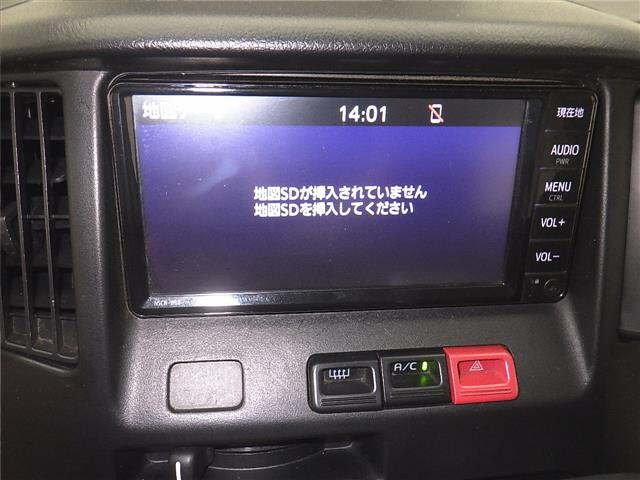 14:01
現在地
AUDIO
PWR
地図SDが挿入されていません
地図SDを挿入してください
MENU
CTRL
VOL+
VOL−
A/C